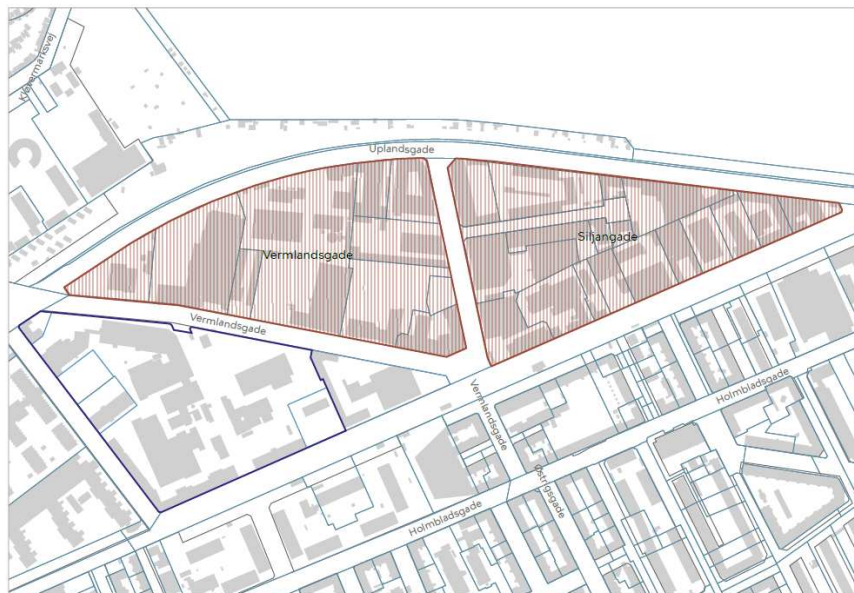 Kløvermarksvej
Uplandsgade
Siljangade
Vermlandsgade
Vermlandsgade
Vermlandsgade
Holmbladsgade
Østrigsgade
Holmbladsgade